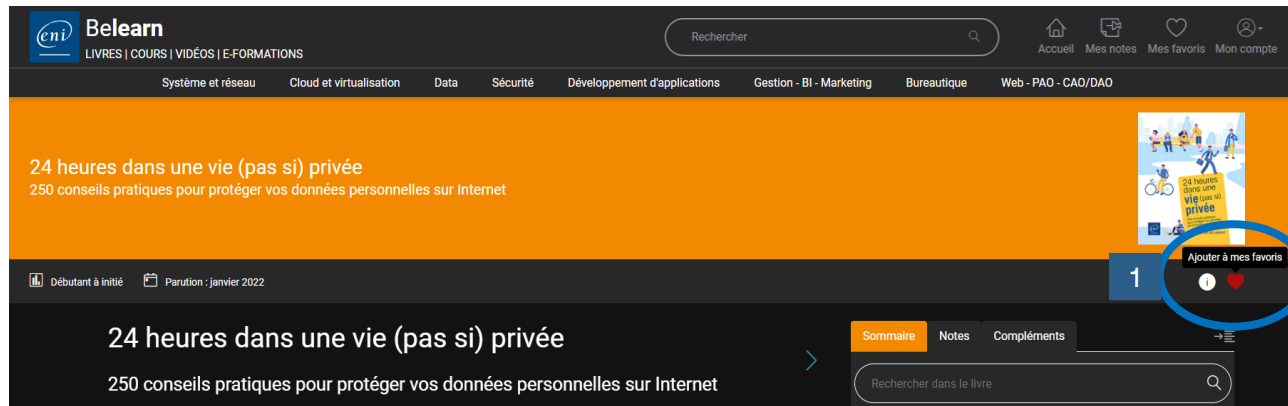 eni
Belearn
LIVRES | COURS | VIDÉOS | E-FORMATIONS
Rechercher
Accueil Mes notes Mes favoris Mon compte
Système et réseau Cloud et virtualisation Data Sécurité Développement d'applications Gestion - BI - Marketing Bureautique Web - PAO - CAO/DAO
24 heures dans une vie (pas si) privée
250 conseils pratiques pour protéger vos données personnelles sur Internet
24 heures
dans une
vie (pas si)
privée
eni
Ajouter à mes favoris
Débutant à initié Parution : janvier 2022
1
i
24 heures dans une vie (pas si) privée
250 conseils pratiques pour protéger vos données personnelles sur Internet
Sommaire Notes Compléments
Rechercher dans le livre